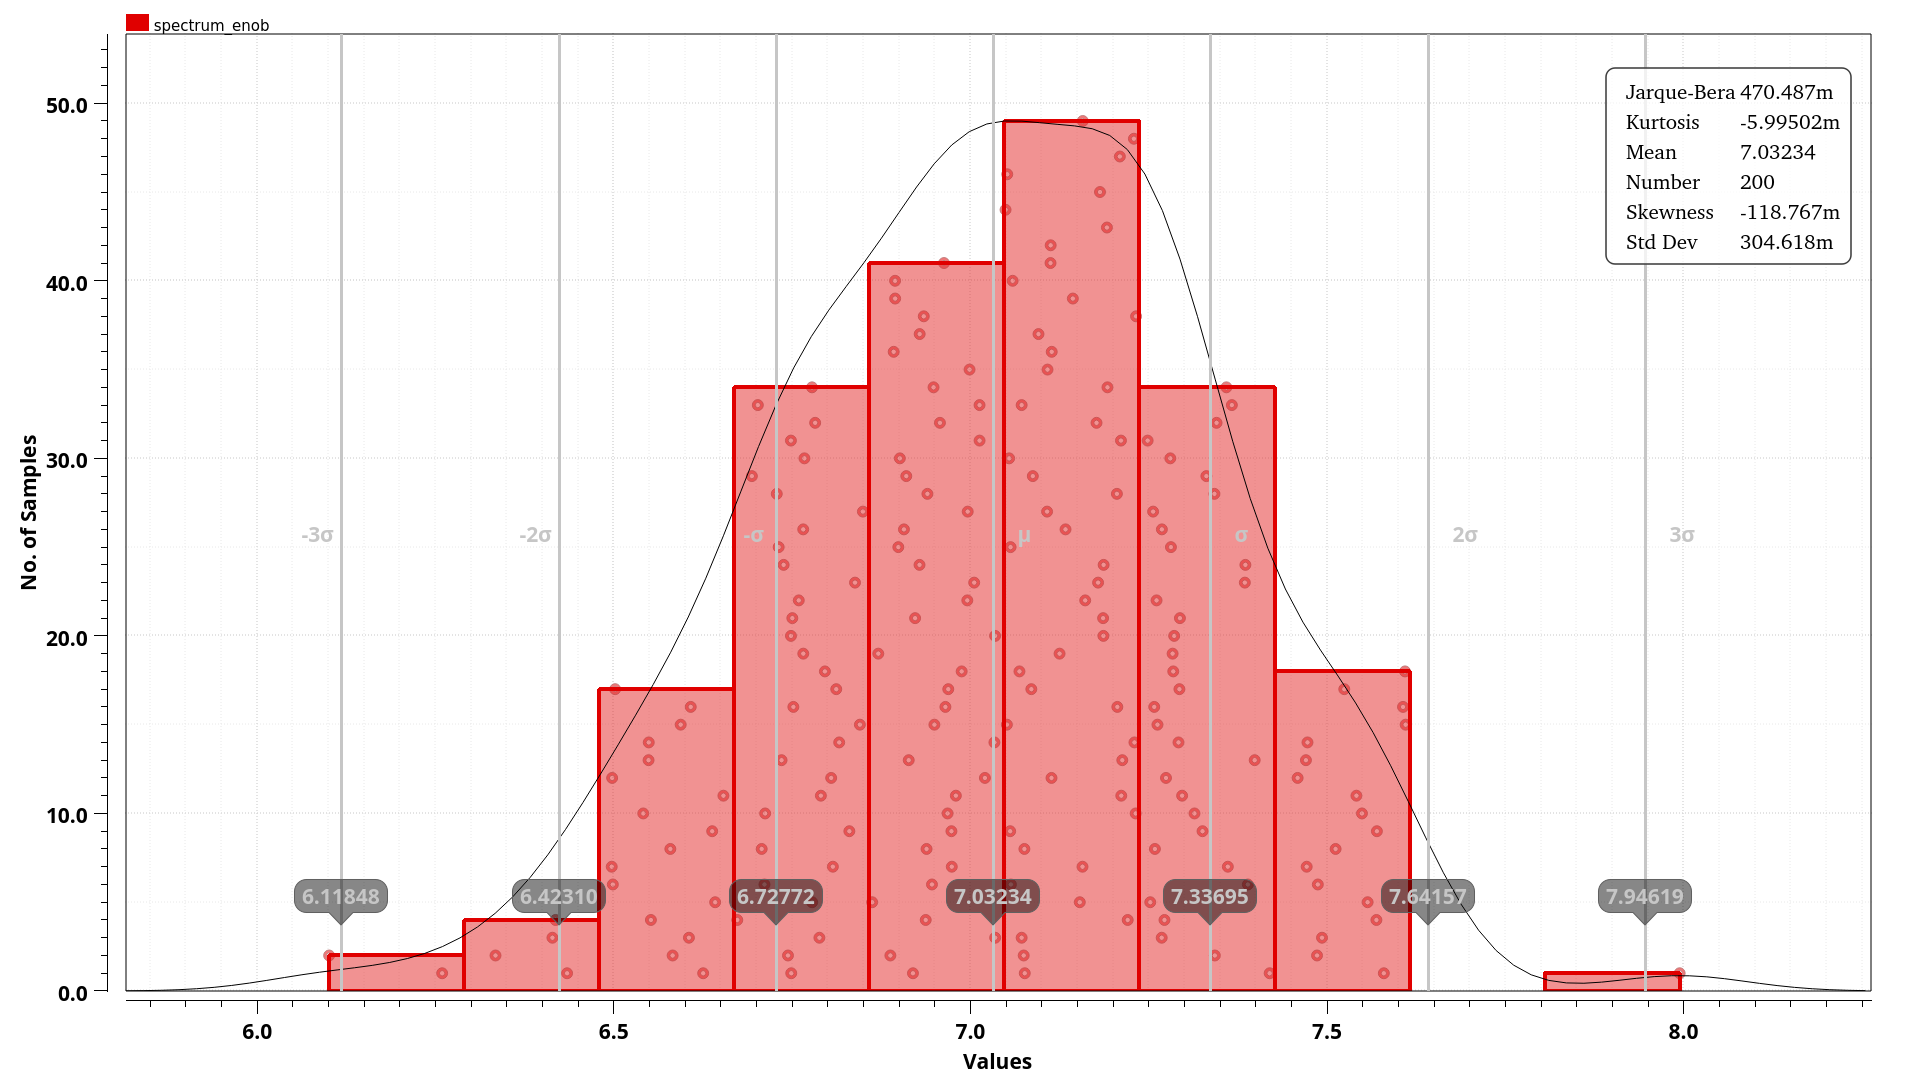 spectrum_enob
Jarque-Bera 470.487m
Kurtosis -5.99502m
Mean 7.03234
Number 200
Skewness -118.767m
Std Dev 304.618m
50.0
40.0
30.0
20.0
10.0
0.0
No. of Samples
-3σ -2σ -σ μ σ 2σ 3σ
6.11848 6.42310 6.72772 7.03234 7.33695 7.64157 7.94619
6.0 6.5 7.0 7.5 8.0
Values